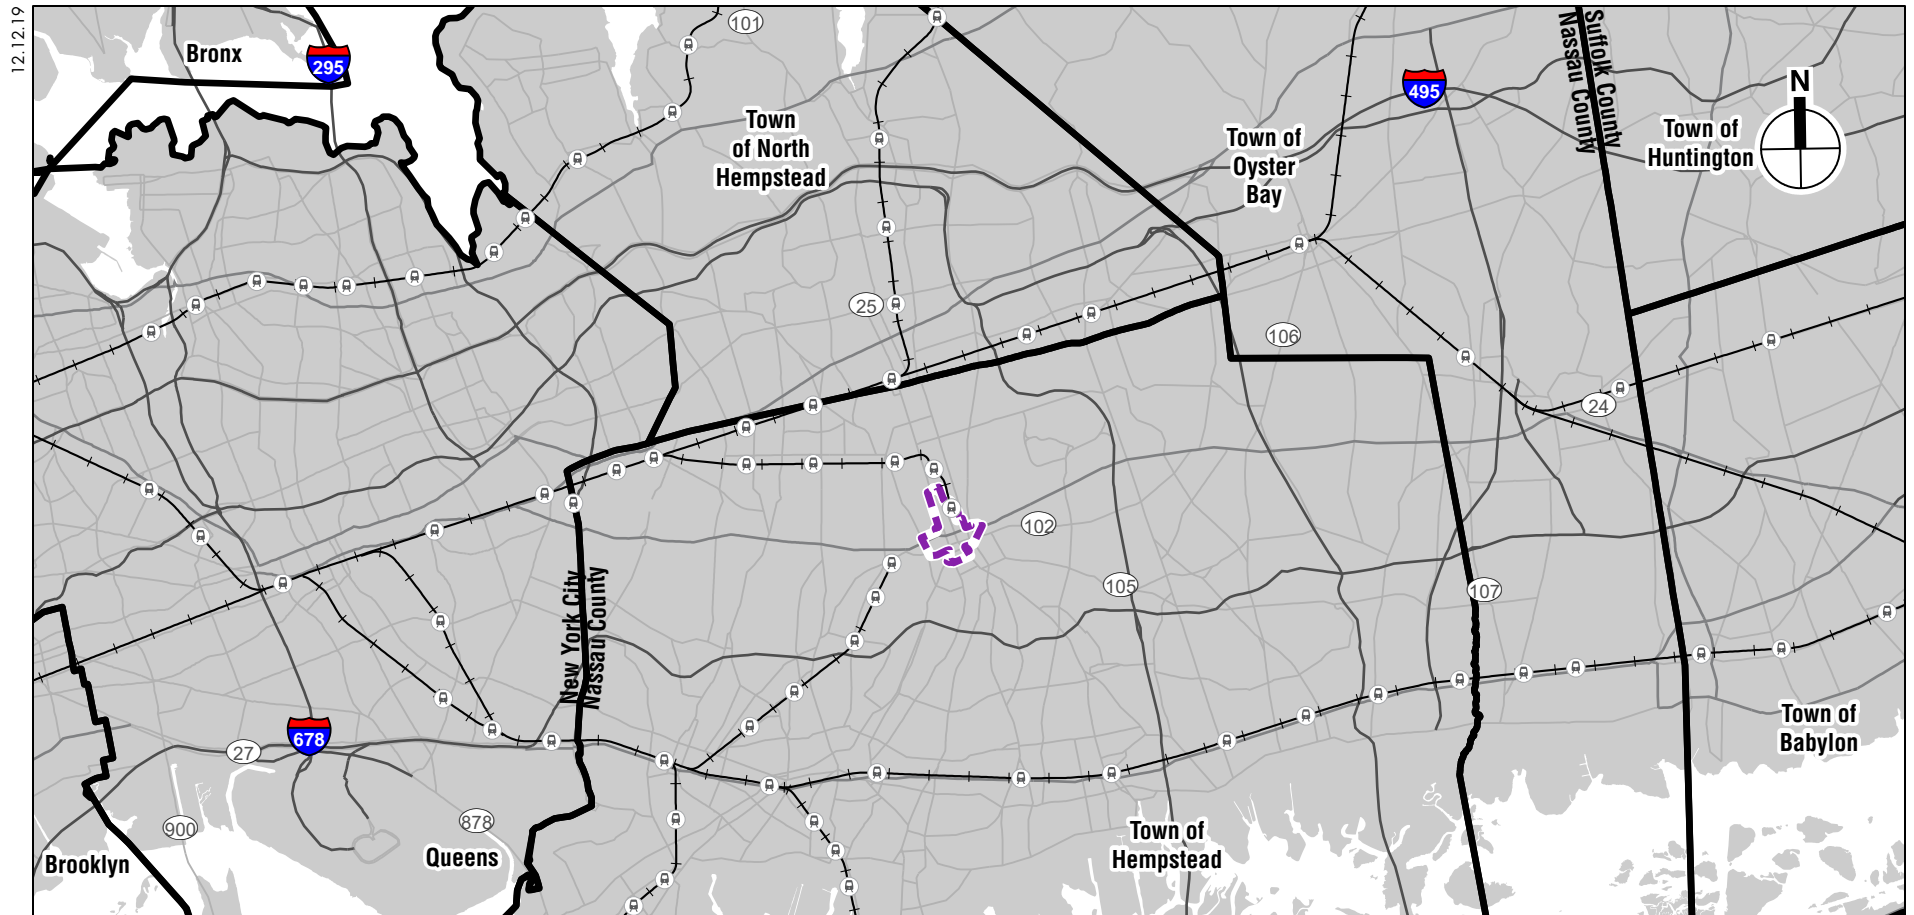 12.12.19
Bronx
295
101
Town
of North
Hempstead
495
Town of
Oyster
Bay
Suffolk County
Nassau County
Town of
Huntington
N
25
106
24
102
105
107
New York City
Nassau County
678
27
900
878
Brooklyn
Queens
Town of
Hempstead
Town of
Babylon